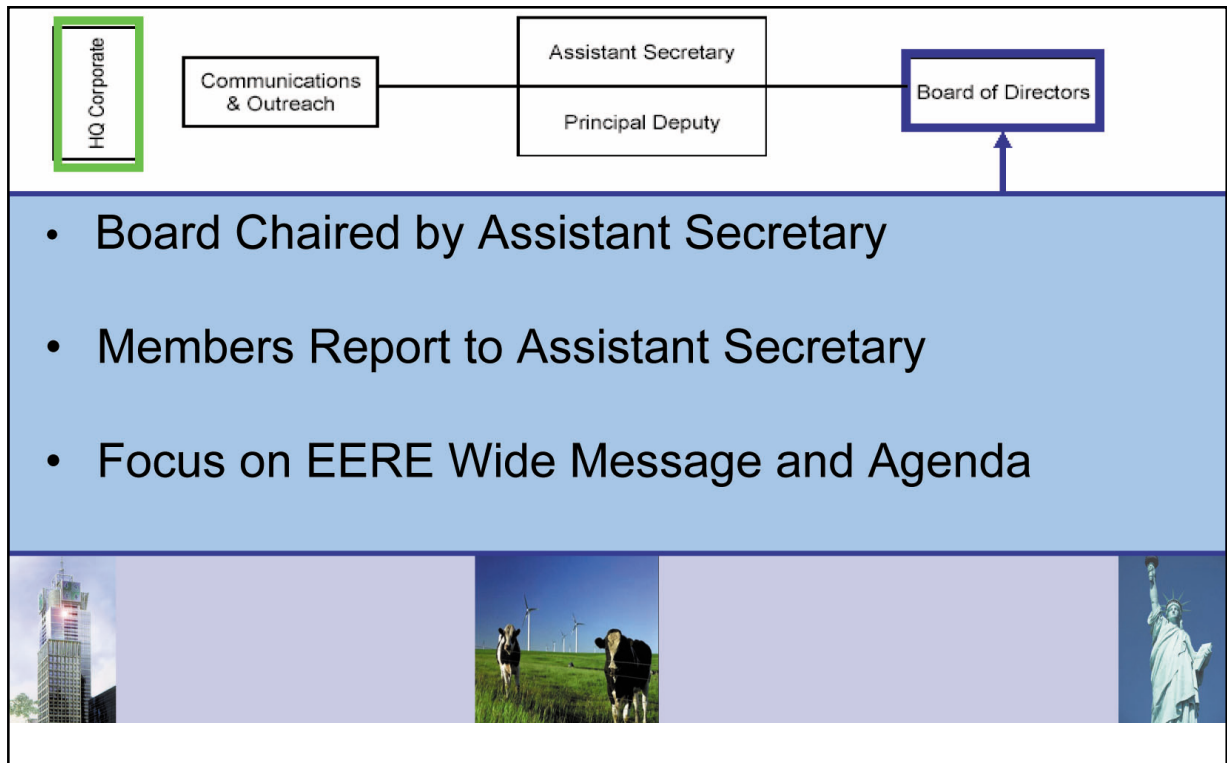 HQ Corporate
Communications
& Outreach
Assistant Secretary
Principal Deputy
Board of Directors
• Board Chaired by Assistant Secretary
• Members Report to Assistant Secretary
• Focus on EERE Wide Message and Agenda